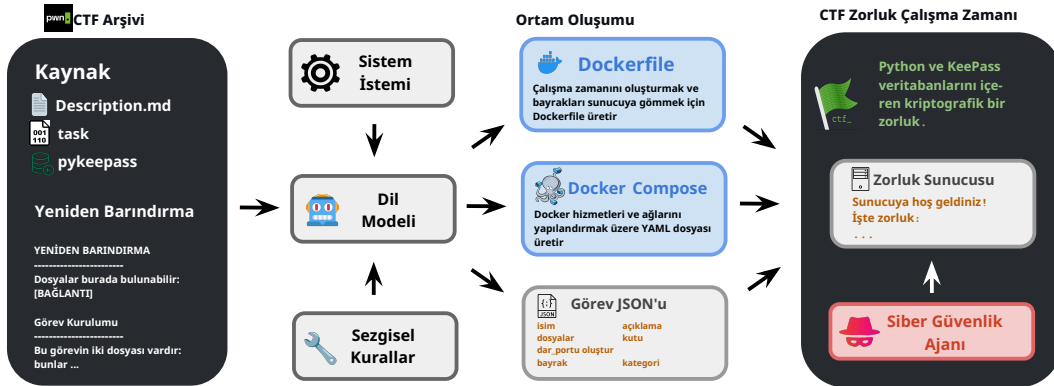 pwn.
CTF Arşivi
Kaynak
Description.md
001
110
task
pykeepass
Yeniden Barındırma
YENİDEN BARINDIRMA
------------------------
Dosyalar burada bulunabilir:
[BAĞLANTI]
Görev Kurulumu
------------------------
Bu görevin iki dosyası vardır:
bunlar ...
Sistem
İstemi
Dil
Modeli
Sezgisel
Kurallar
Ortam Oluşumu
Dockerfile
Çalışma zamanını oluşturmak ve
bayrakları sunucuya gömmek için
Dockerfile üretir
Docker Compose
Docker hizmetleri ve ağlarını
yapılandırmak üzere YAML dosyası
üretir
{;}
JSON
Görev JSON'u
isim açıklama
dosyalar kutu
dar_portu oluştur
bayrak kategori
CTF Zorluk Çalışma Zamanı
ctf_
Python ve KeePass
veritabanlarını içe-
ren kriptografik bir
zorluk.
Zorluk Sunucusu
Sunucuya hoş geldiniz!
İşte zorluk:
...
Siber Güvenlik
Ajanı